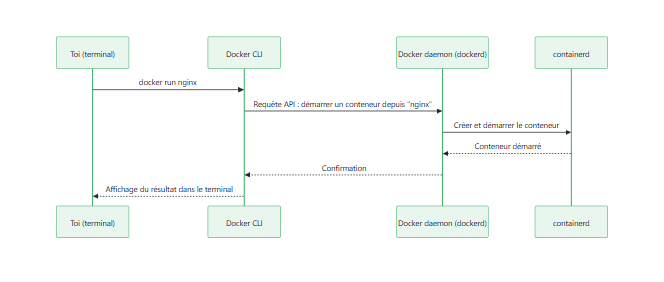 Toi (terminal)
Docker CLI
Docker daemon (dockerd)
containerd
docker run nginx
Requête API : démarrer un conteneur depuis "nginx"
Créer et démarrer le conteneur
Conteneur démarré
Confirmation
Affichage du résultat dans le terminal
Toi (terminal)
Docker CLI
Docker daemon (dockerd)
containerd